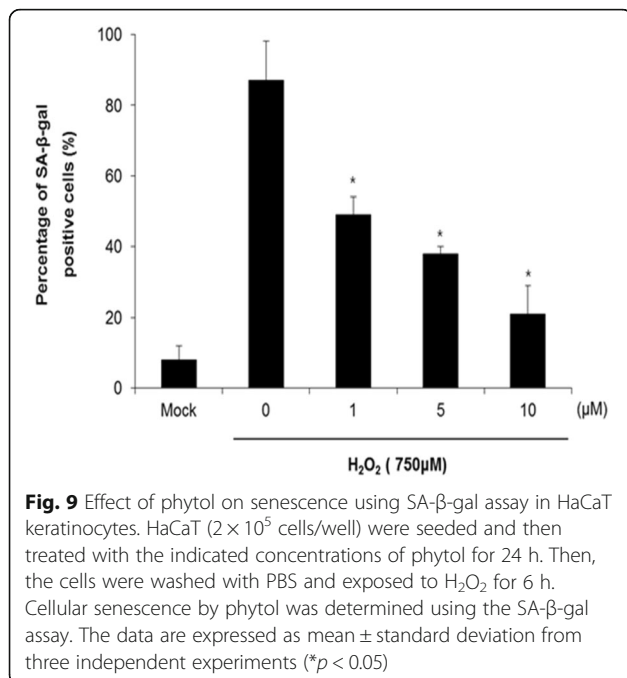 100
80
60
40
20
0
Percentage of SA-β-gal
positive cells (%)
*
*
*
Mock 0 1 5 10 (μM)
H₂O₂ ( 750μM)
Fig. 9 Effect of phytol on senescence using SA-β-gal assay in HaCaT
keratinocytes. HaCaT (2 × 10⁵ cells/well) were seeded and then
treated with the indicated concentrations of phytol for 24 h. Then,
the cells were washed with PBS and exposed to H₂O₂ for 6 h.
Cellular senescence by phytol was determined using the SA-β-gal
assay. The data are expressed as mean ± standard deviation from
three independent experiments (*p < 0.05)